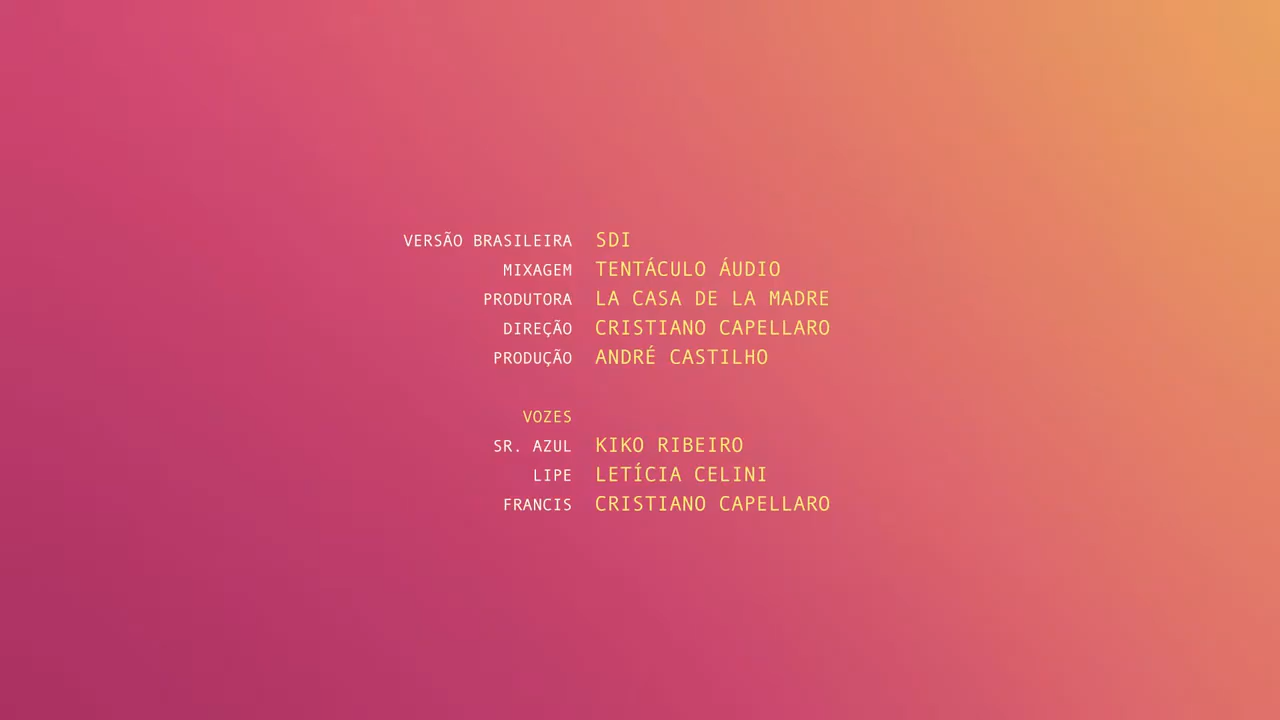 VERSÃO BRASILEIRA SDI
MIXAGEM TENTÁCULO ÁUDIO
PRODUTORA LA CASA DE LA MADRE
DIREÇÃO CRISTIANO CAPELLARO
PRODUÇÃO ANDRÉ CASTILHO
VOZES
SR. AZUL KIKO RIBEIRO
LIPE LETÍCIA CELINI
FRANCIS CRISTIANO CAPELLARO